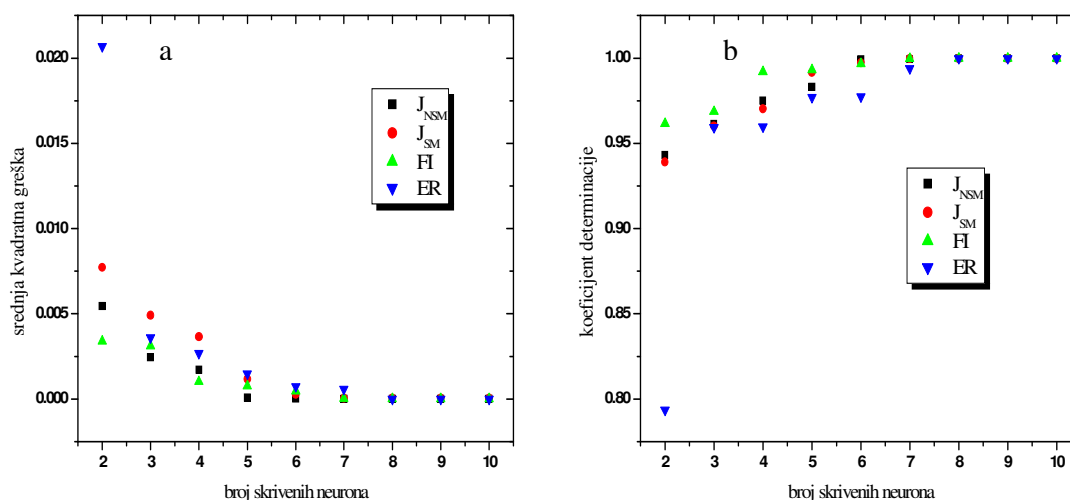 a
0.020
0.015
0.010
0.005
0.000
srednja kvadratna greška
J_NSM
J_SM
FI
ER
2 3 4 5 6 7 8 9 10
broj skrivenih neurona
b
1.00
0.95
0.90
0.85
0.80
koeficijent determinacije
J_NSM
J_SM
FI
ER
2 3 4 5 6 7 8 9 10
broj skrivenih neurona